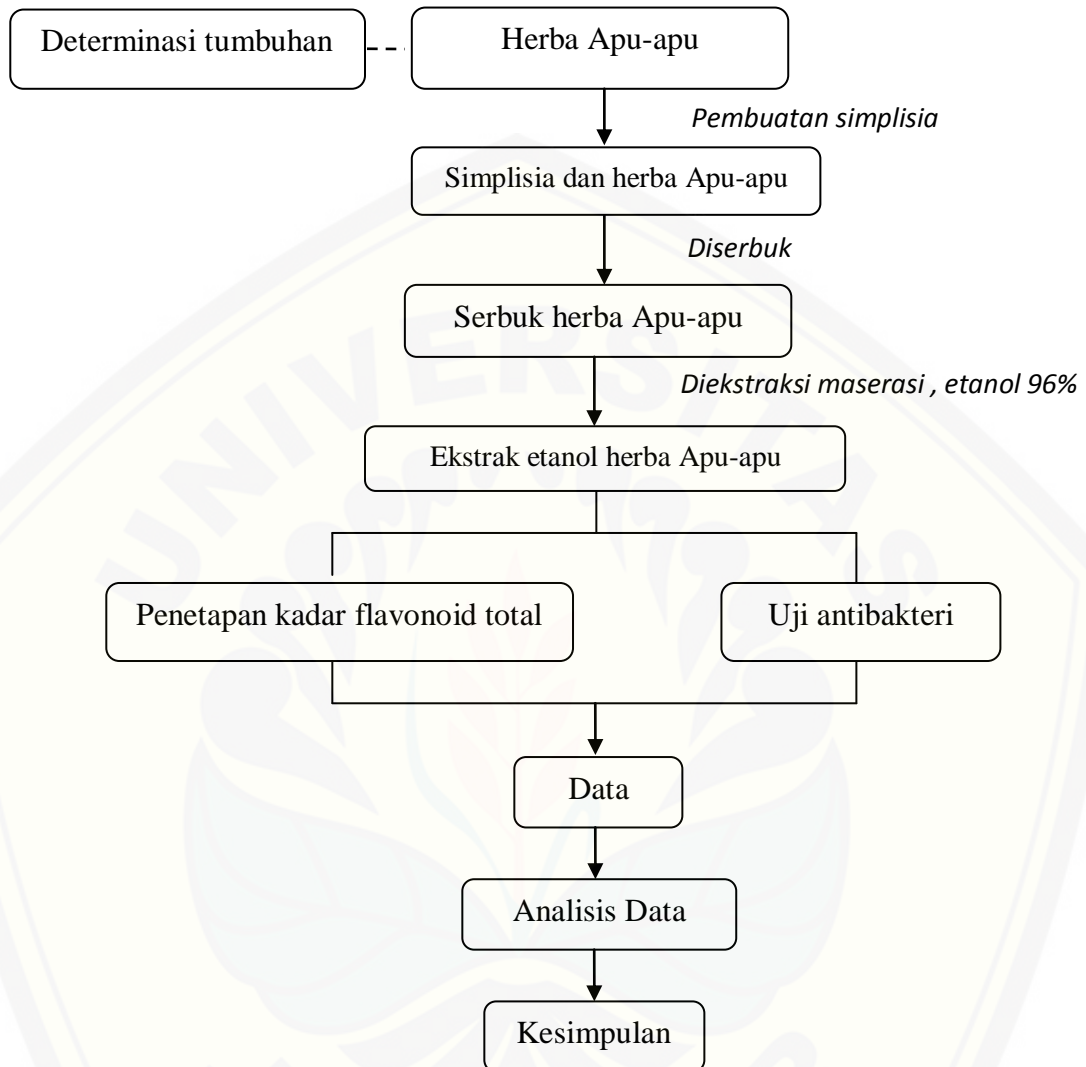 Determinasi tumbuhan
Herba Apu-apu
Pembuatan simplisia
Simplisia dan herba Apu-apu
Diserbuk
Serbuk herba Apu-apu
Diekstraksi maserasi , etanol 96%
Ekstrak etanol herba Apu-apu
Penetapan kadar flavonoid total
Uji antibakteri
Data
Analisis Data
Kesimpulan
UNIVERSITAS